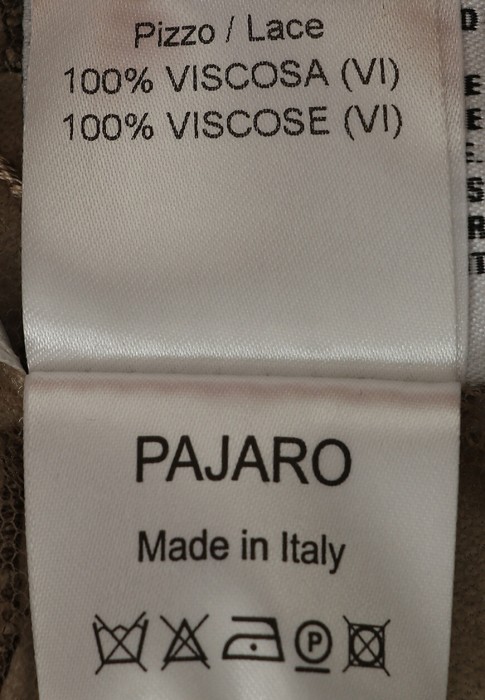 Pizzo / Lace
100% VISCOSA (VI)
100% VISCOSE (VI)
PAJARO
Made in Italy
P